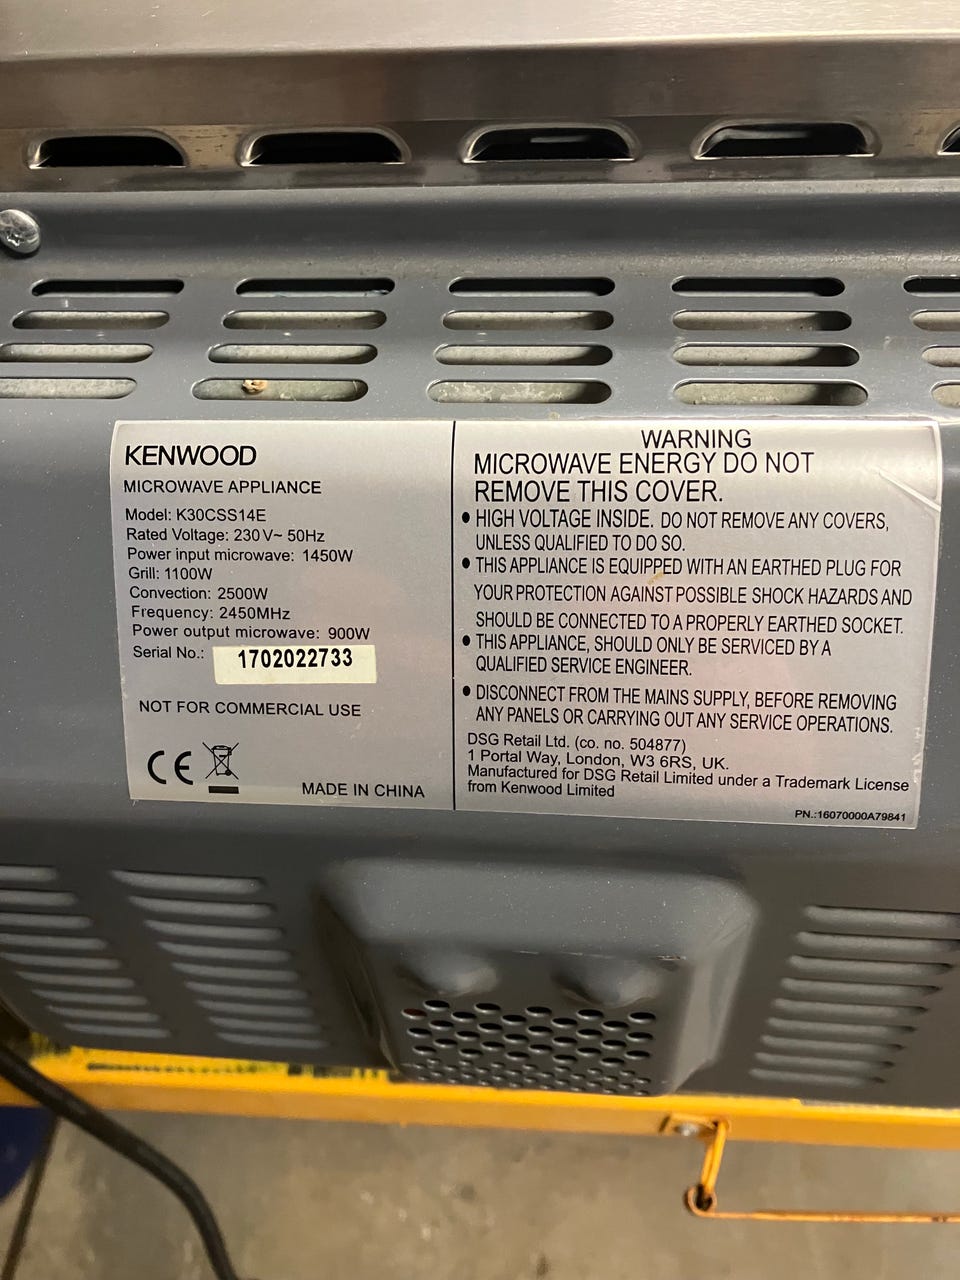 KENWOOD
MICROWAVE APPLIANCE
Model: K30CSS14E
Rated Voltage: 230 V~ 50Hz
Power input microwave: 1450W
Grill: 1100W
Convection: 2500W
Frequency: 2450MHz
Power output microwave: 900W
Serial No.: 1702022733
NOT FOR COMMERCIAL USE
CE
MADE IN CHINA
WARNING
MICROWAVE ENERGY DO NOT
REMOVE THIS COVER.
• HIGH VOLTAGE INSIDE. DO NOT REMOVE ANY COVERS,
UNLESS QUALIFIED TO DO SO.
• THIS APPLIANCE IS EQUIPPED WITH AN EARTHED PLUG FOR
YOUR PROTECTION AGAINST POSSIBLE SHOCK HAZARDS AND
SHOULD BE CONNECTED TO A PROPERLY EARTHED SOCKET.
• THIS APPLIANCE, SHOULD ONLY BE SERVICED BY A
QUALIFIED SERVICE ENGINEER.
• DISCONNECT FROM THE MAINS SUPPLY, BEFORE REMOVING
ANY PANELS OR CARRYING OUT ANY SERVICE OPERATIONS.
DSG Retail Ltd. (co. no. 504877)
1 Portal Way, London, W3 6RS, UK.
Manufactured for DSG Retail Limited under a Trademark License
from Kenwood Limited
PN.:16070000A79841